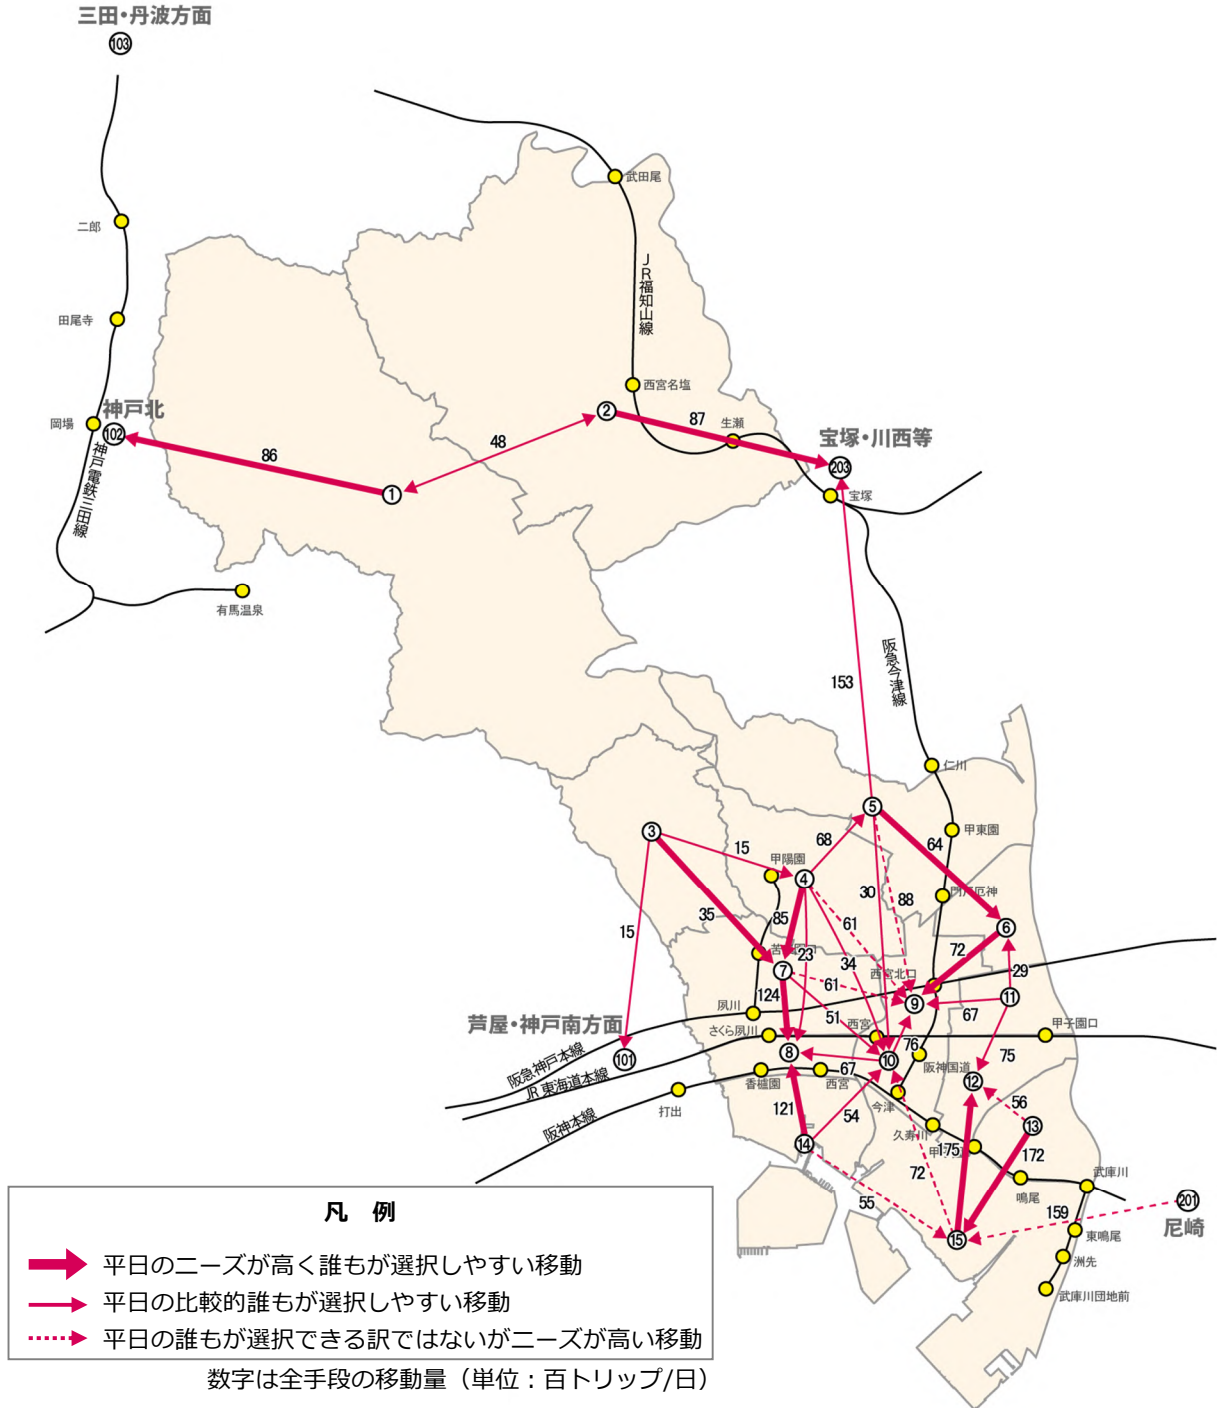 三田・丹波方面
103
二郎
田尾寺
岡場
神戸北
102
神戸電鉄三田線
有馬温泉
武田尾
JR福知山線
西宮名塩
生瀬
宝塚・川西等
203
宝塚
86
1
48
2
87
153
阪急今津線
仁川
甲東園
5
3
15
68
64
甲陽園
4
30
88
門戸厄神
35
85
61
6
15
72
23
34
7
西宮北口
29
124
61
9
11
夙川
51
67
芦屋・神戸南方面
さくら夙川
西宮
甲子園口
101
阪急神戸本線
8
10
76
75
阪神国道
JR東海道本線
67
12
香櫨園
西宮
今津
打出
56
阪神本線
121
54
久寿川
13
14
175
172
72
鳴尾
武庫川
55
159
201
尼崎
15
東鳴尾
洲先
武庫川団地前
凡 例
平日のニーズが高く誰もが選択しやすい移動
平日の比較的誰もが選択しやすい移動
平日の誰もが選択できる訳ではないがニーズが高い移動
数字は全手段の移動量（単位：百トリップ/日）